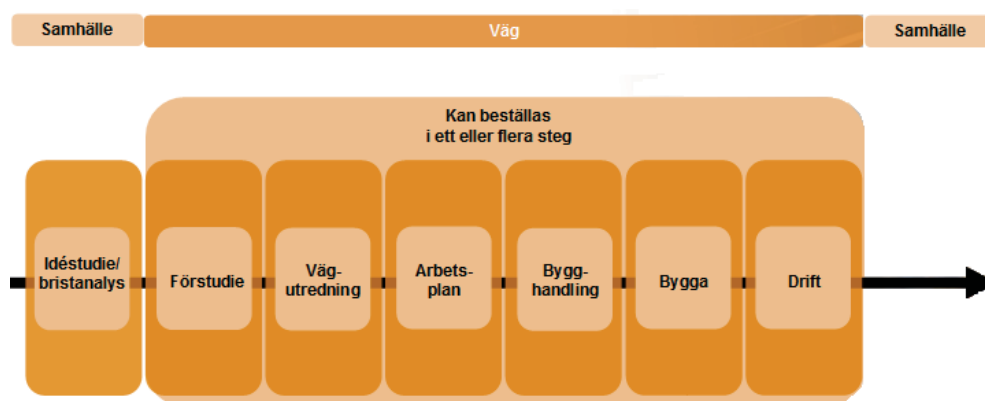 Samhälle
Väg
Samhälle
Kan beställas
i ett eller flera steg
Idéstudie/
bristanalys
Förstudie
Väg-
utredning
Arbets-
plan
Bygg-
handling
Bygga
Drift